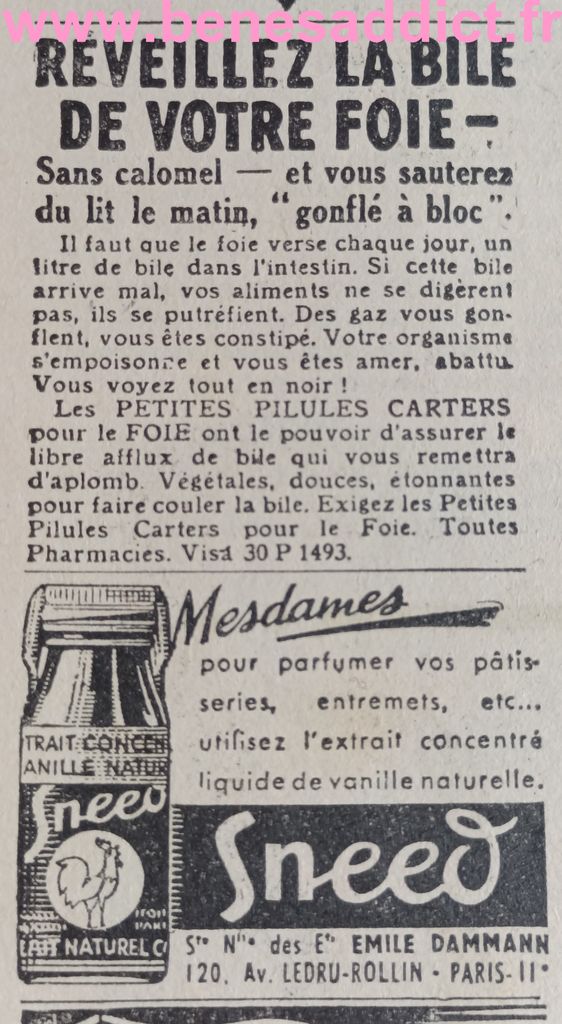 www.benesaddict.fr
RÉVEILLEZ LA BILE
DE VOTRE FOIE -
Sans calomel — et vous sauterez
du lit le matin, "gonflé à bloc".
Il faut que le foie verse chaque jour, un
litre de bile dans l'intestin. Si cette bile
arrive mal, vos aliments ne se digèrent
pas, ils se putréfient. Des gaz vous gon-
flent, vous êtes constipé. Votre organisme
s'empoisonne et vous êtes amer, abattu.
Vous voyez tout en noir !
Les PETITES PILULES CARTERS
pour le FOIE ont le pouvoir d'assurer le
libre afflux de bile qui vous remettra
d'aplomb. Végétales, douces, étonnantes
pour faire couler la bile. Exigez les Petites
Pilules Carters pour le Foie. Toutes
Pharmacies. Visa 30 P 1493.
Mesdames
pour parfumer vos pâtis-
series, entremets, etc...
utilisez l'extrait concentré
liquide de vanille naturelle.
TRAIT CONCEN
ANILLE NATUR
Sneed
Sneed
NATUREL
Sté Nlle des Éts EMILE DAMMANN
120, Av. LEDRU-ROLLIN - PARIS-11e